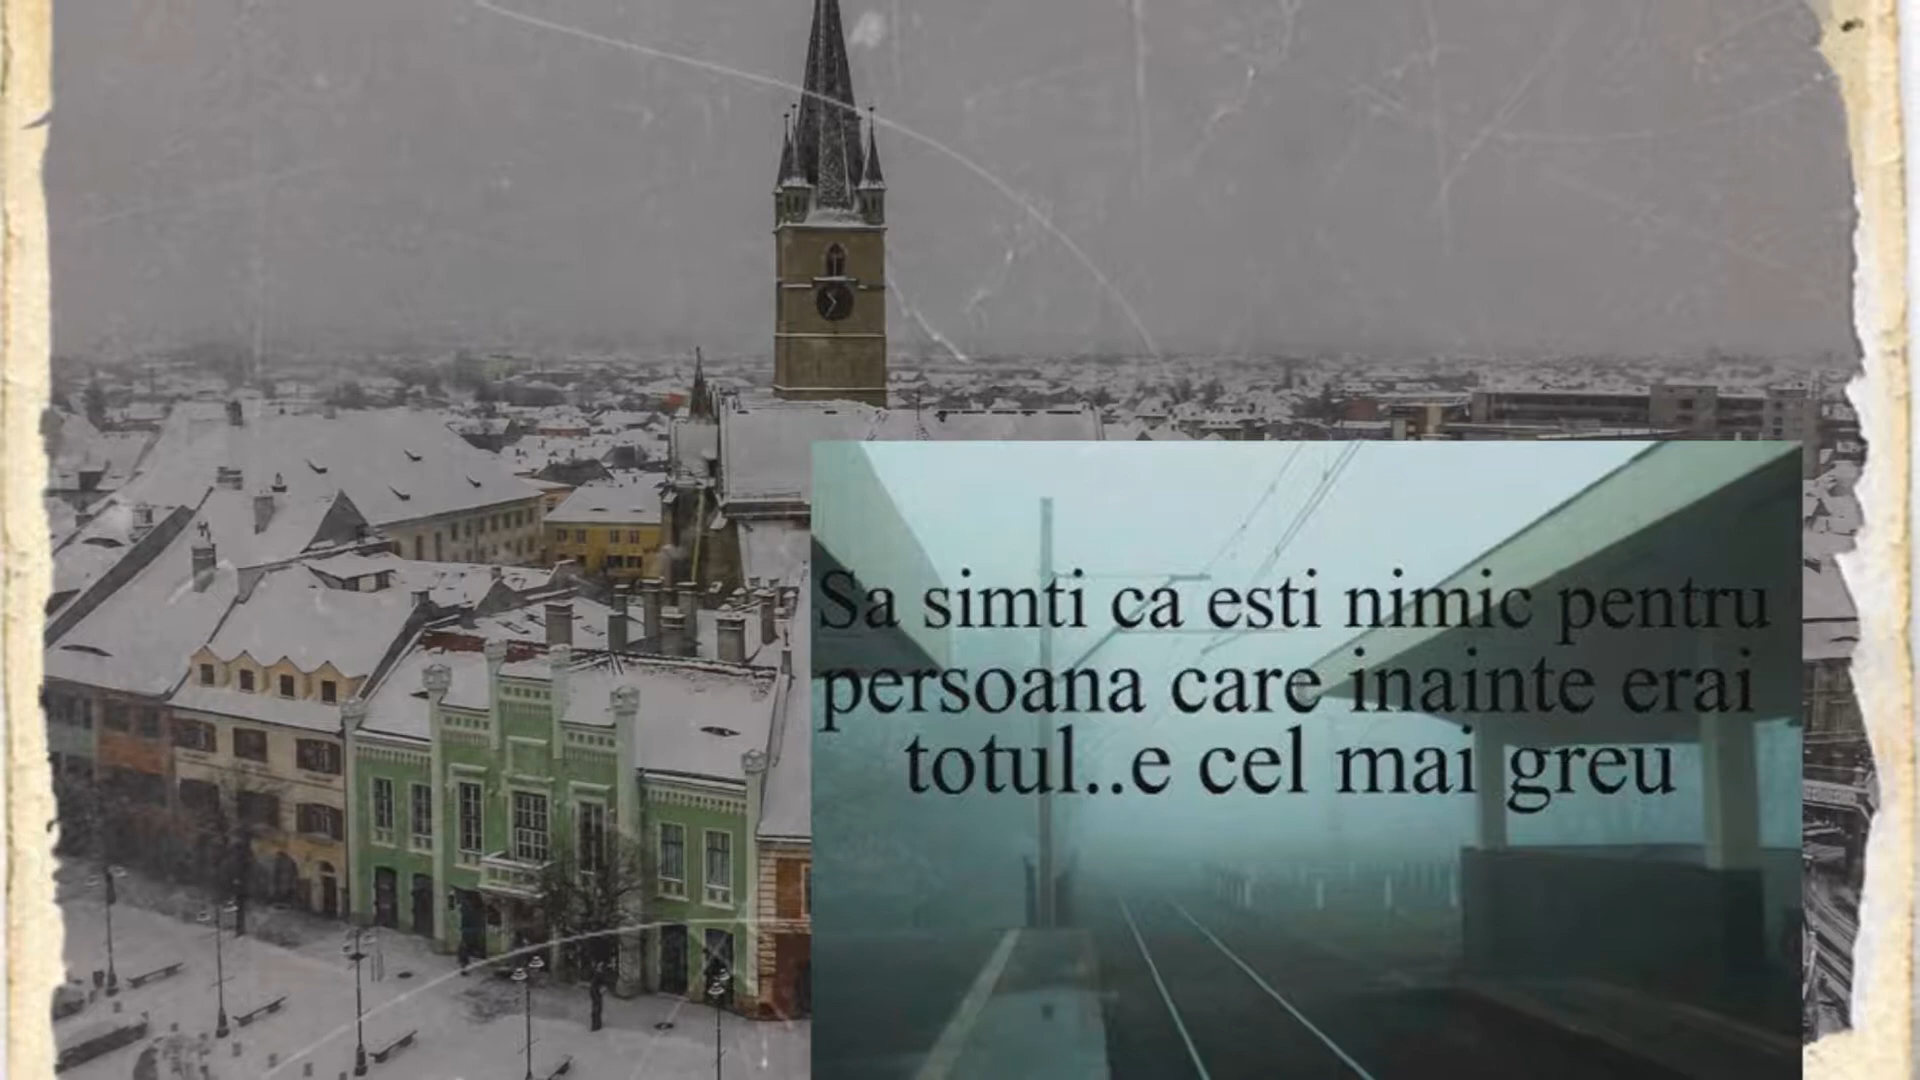 Sa simti ca esti nimic pentru
persoana care inainte erai
totul..e cel mai greu